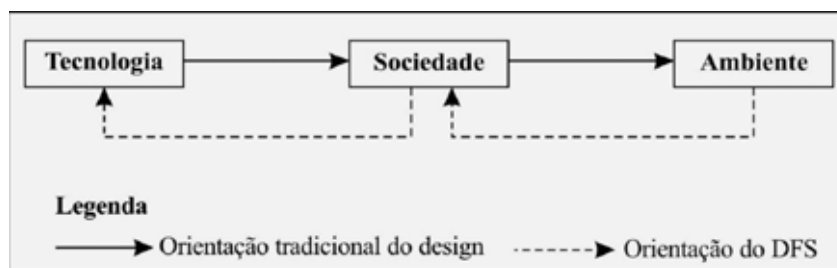 Tecnologia Sociedade Ambiente
Legenda
Orientação tradicional do design Orientação do DFS